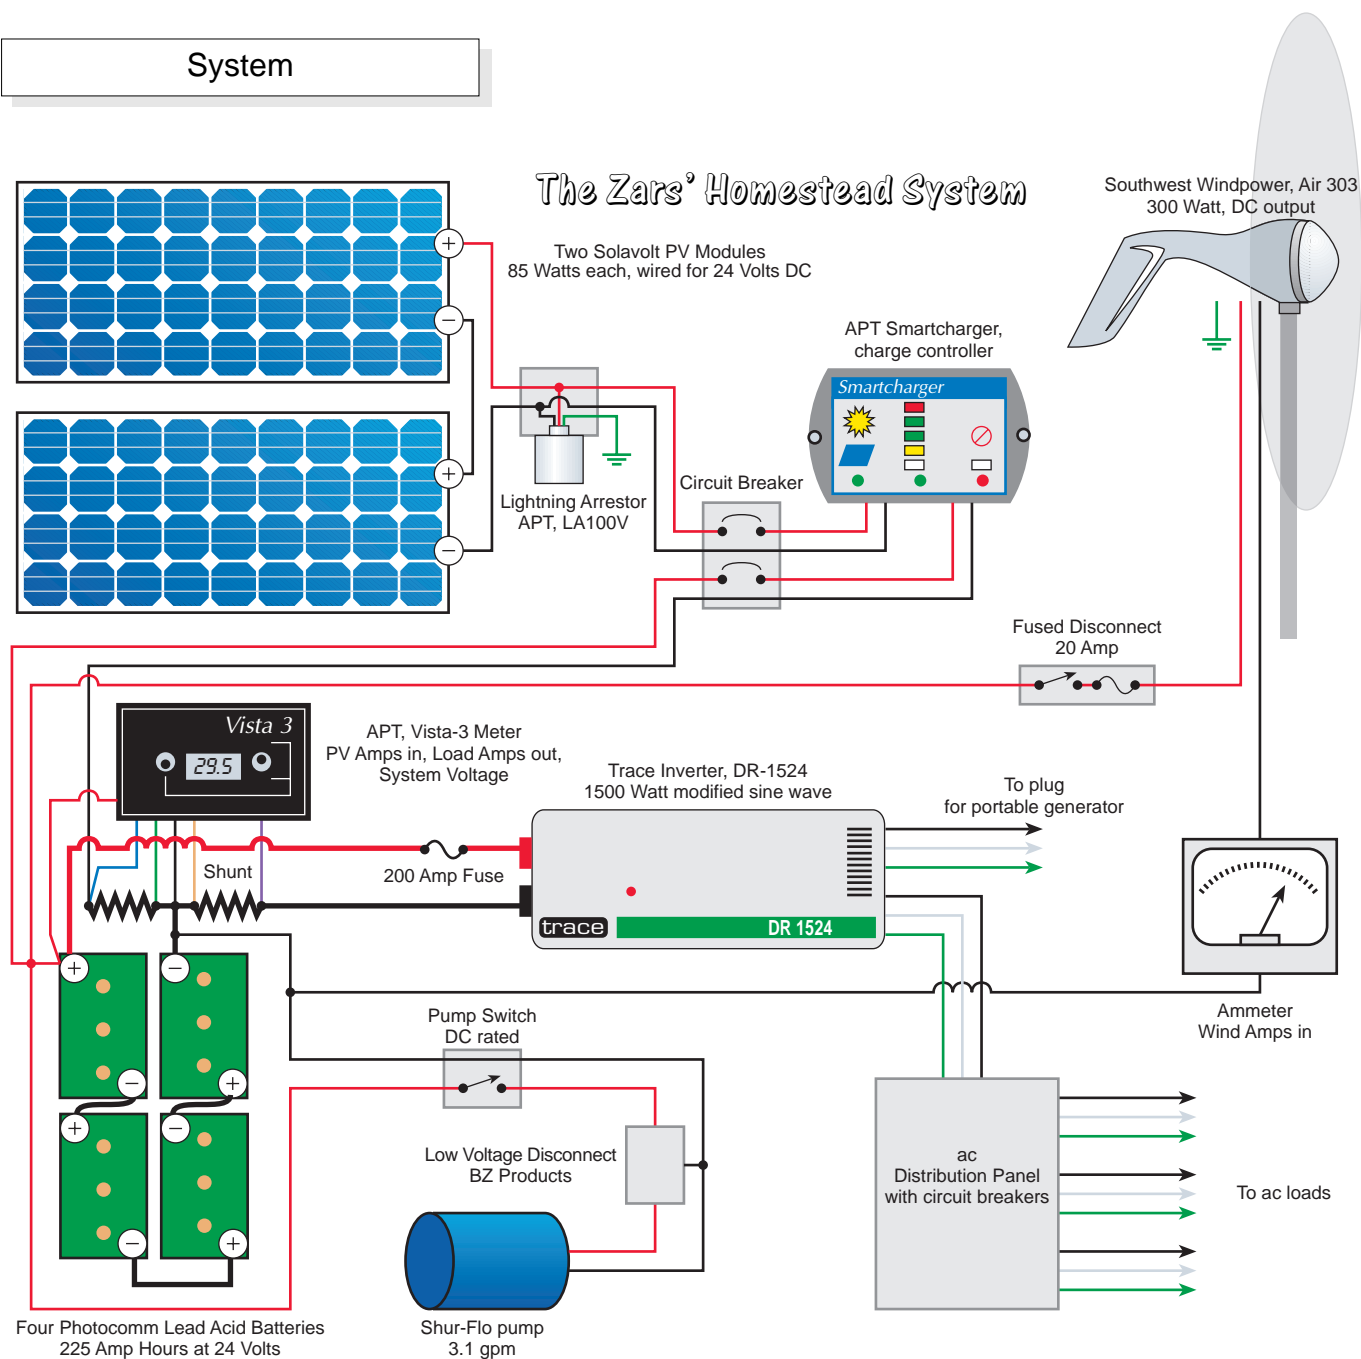 System
The Zars' Homestead System
Southwest Windpower, Air 303
300 Watt, DC output
Two Solavolt PV Modules
85 Watts each, wired for 24 Volts DC
+
−
+
−
APT Smartcharger,
charge controller
Smartcharger
Lightning Arrestor
APT, LA100V
Circuit Breaker
Fused Disconnect
20 Amp
Vista 3
29.5
APT, Vista-3 Meter
PV Amps in, Load Amps out,
System Voltage
Trace Inverter, DR-1524
1500 Watt modified sine wave
To plug
for portable generator
Shunt
200 Amp Fuse
trace
DR 1524
Ammeter
Wind Amps in
+
−
−
+
+
−
−
+
Pump Switch
DC rated
Low Voltage Disconnect
BZ Products
ac
Distribution Panel
with circuit breakers
To ac loads
Four Photocomm Lead Acid Batteries
225 Amp Hours at 24 Volts
Shur-Flo pump
3.1 gpm